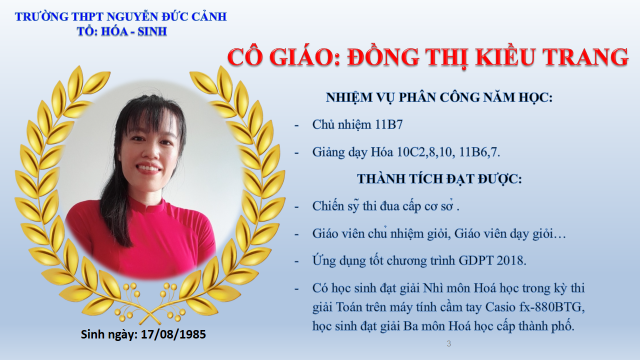 TRƯỜNG THPT NGUYỄN ĐỨC CẢNH
TỔ: HÓA - SINH
CÔ GIÁO: ĐỒNG THỊ KIỀU TRANG
NHIỆM VỤ PHÂN CÔNG NĂM HỌC:
- Chủ nhiệm 11B7
- Giảng dạy Hóa 10C2,8,10, 11B6,7.
THÀNH TÍCH ĐẠT ĐƯỢC:
- Chiến sỹ thi đua cấp cơ sở .
- Giáo viên chủ nhiệm giỏi, Giáo viên dạy giỏi…
- Ứng dụng tốt chương trình GDPT 2018.
- Có học sinh đạt giải Nhì môn Hoá học trong kỳ thi
giải Toán trên máy tính cầm tay Casio fx-880BTG,
học sinh đạt giải Ba môn Hoá học cấp thành phố.
Sinh ngày: 17/08/1985
3